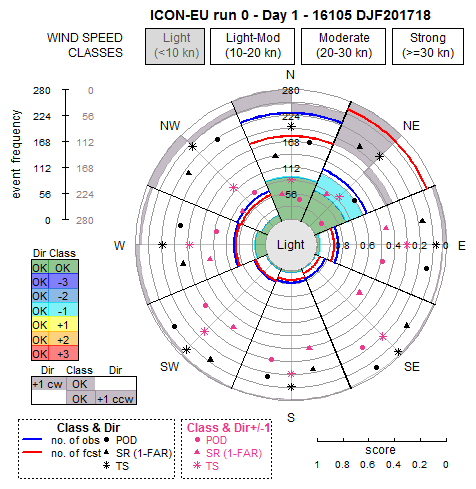 ICON-EU run 0 - Day 1 - 16105 DJF201718
WIND SPEED CLASSES
Light (<10 kn)
Light-Mod (10-20 kn)
Moderate (20-30 kn)
Strong (>=30 kn)
event frequency
280 0
224 56
168 112
112 168
56 224
0 280
N
NE
E
SE
S
SW
W
NW
280
224
168
112
56
Light
0.8 0.6 0.4 0.2 0
Dir Class
OK OK
OK -3
OK -2
OK -1
OK +1
OK +2
OK +3
Dir Class Dir
+1 cw OK
OK +1 ccw
Class & Dir
no. of obs POD
no. of fcst SR (1-FAR)
TS
Class & Dir+/-1
POD
SR (1-FAR)
TS
score
1 0.8 0.6 0.4 0.2 0